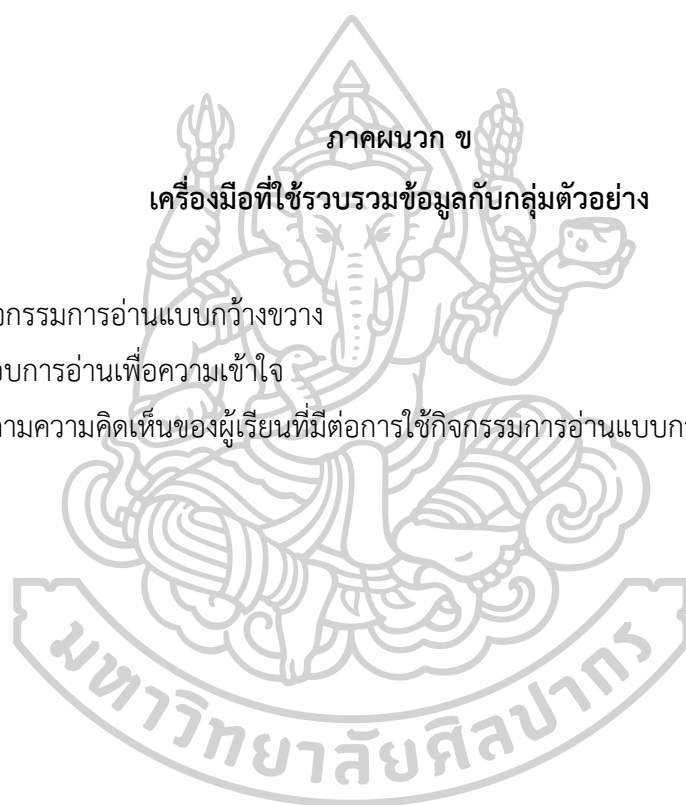 ภาคผนวก ข
เครื่องมือที่ใช้รวบรวมข้อมูลกับกลุ่มตัวอย่าง
กรรมการอ่านแบบกว้างขวาง
บการอ่านเพื่อความเข้าใจ
ามความคิดเห็นของผู้เรียนที่มีต่อการใช้กิจกรรมการอ่านแบบก
มหาวิทยาลัยศิลปากร